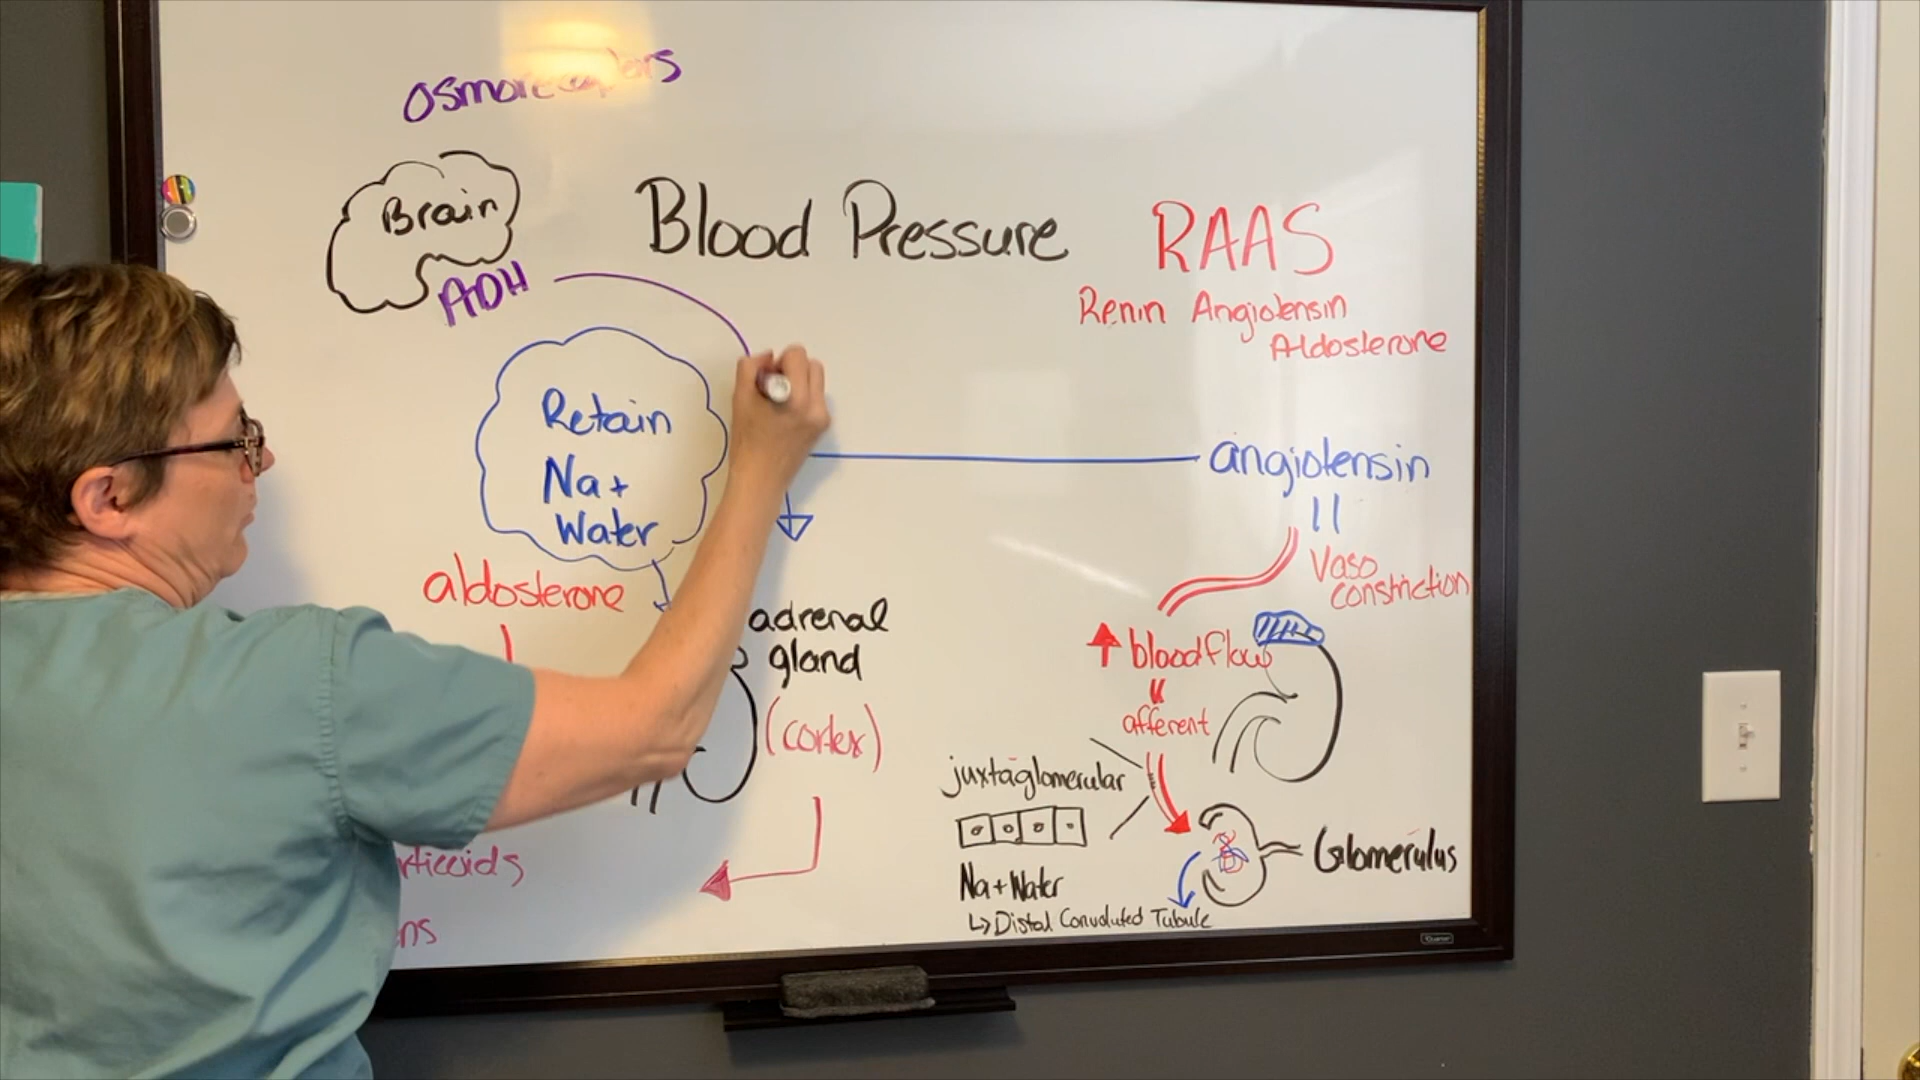 Osmoreceptors
Brain
ADH
Blood Pressure
RAAS
Renin Angiotensin
Aldosterone
Retain
Na +
Water
angiotensin
II
Vaso
constriction
aldosterone
adrenal
gland
(cortex)
bloodflow
afferent
juxtaglomerular
Na + Water
↳ Distal Convoluted Tubule
Glomerulus
Quartet